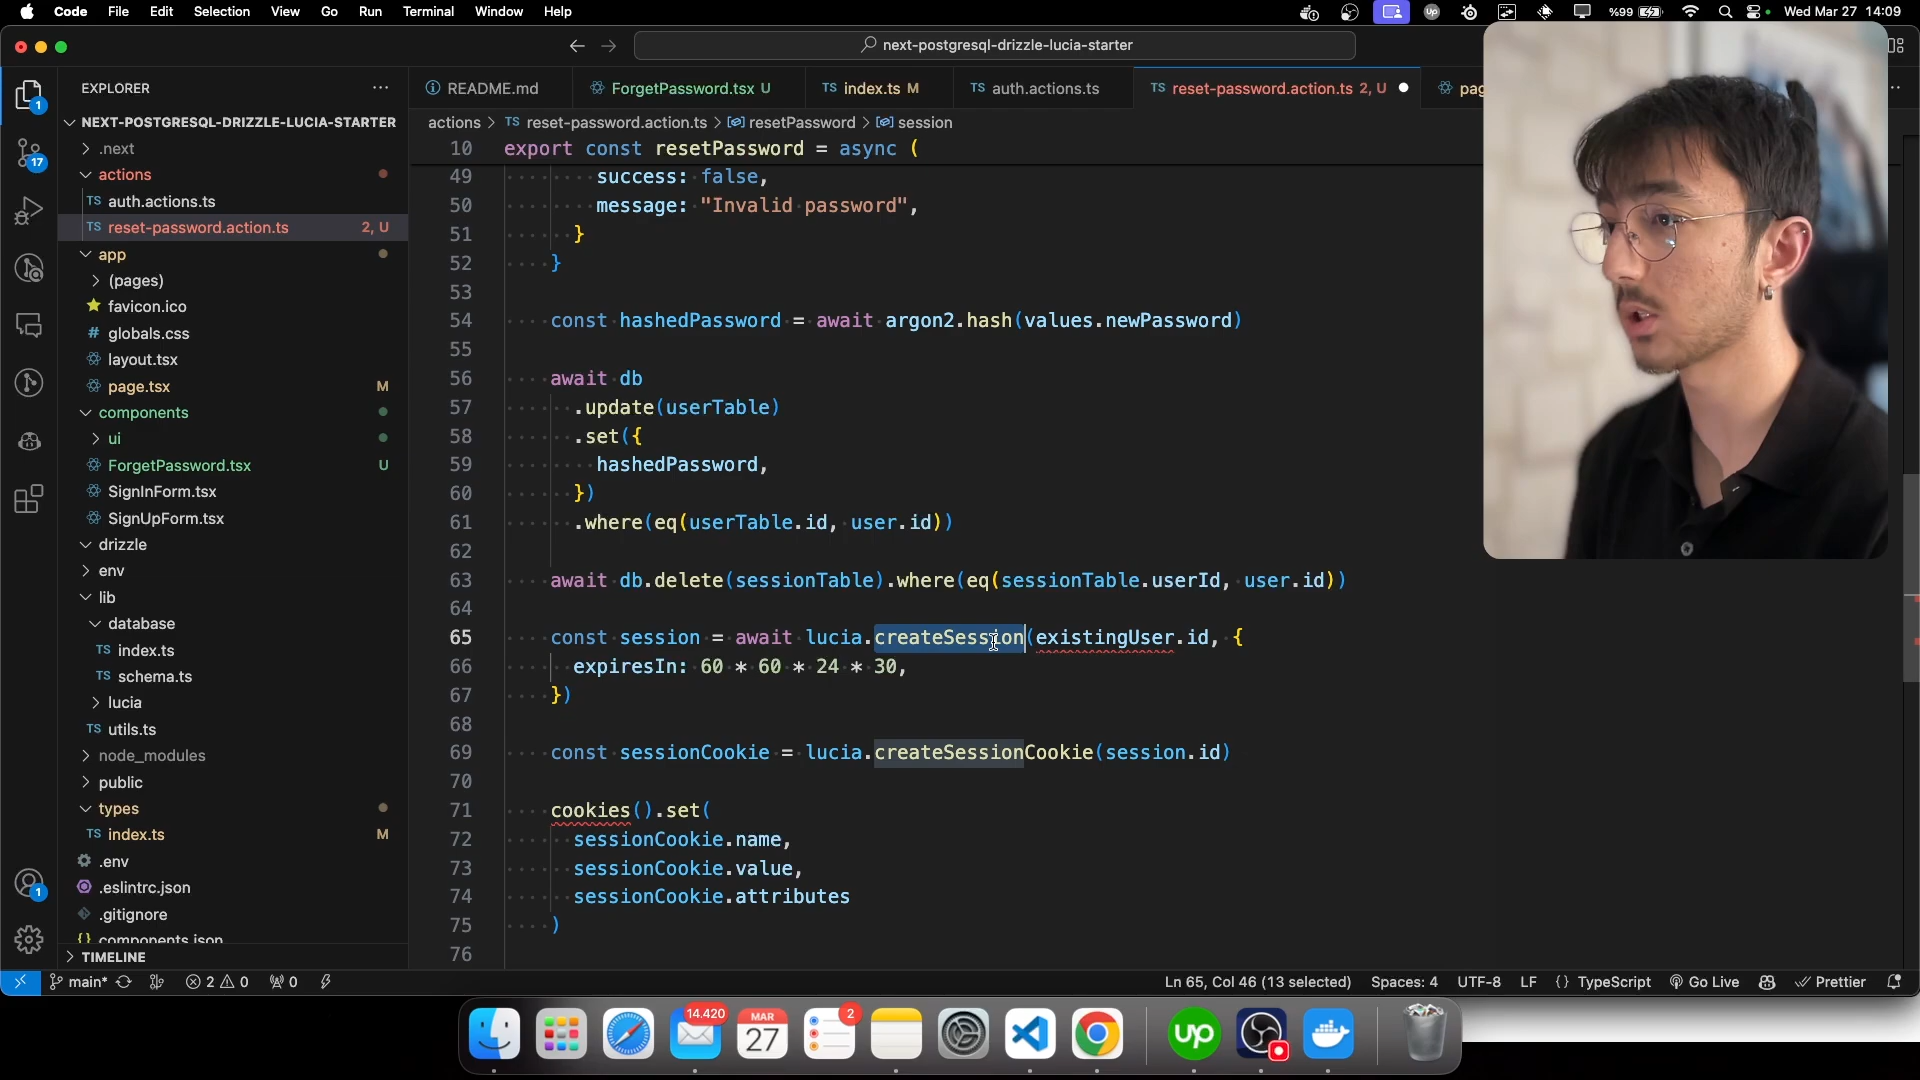 Code File Edit Selection View Go Run Terminal Window Help
%99 Wed Mar 27 14:09
next-postgresql-drizzle-lucia-starter
EXPLORER
README.md
ForgetPassword.tsx U
TS index.ts M
TS auth.actions.ts
TS reset-password.action.ts 2, U
pag
1
17
1
NEXT-POSTGRESQL-DRIZZLE-LUCIA-STARTER
.next
actions
TS auth.actions.ts
TS reset-password.action.ts 2, U
app
(pages)
favicon.ico
# globals.css
layout.tsx
page.tsx M
components
ui
ForgetPassword.tsx U
SignInForm.tsx
SignUpForm.tsx
drizzle
env
lib
database
TS index.ts
TS schema.ts
lucia
TS utils.ts
node_modules
public
types
TS index.ts M
.env
.eslintrc.json
.gitignore
{} components.json
TIMELINE
actions > TS reset-password.action.ts > resetPassword > session
10 export const resetPassword = async (
49 success: false,
50 message: "Invalid password",
51 }
52 }
53
54 const hashedPassword = await argon2.hash(values.newPassword)
55
56 await db
57 .update(userTable)
58 .set({
59 hashedPassword,
60 })
61 .where(eq(userTable.id, user.id))
62
63 await db.delete(sessionTable).where(eq(sessionTable.userId, user.id))
64
65 const session = await lucia.createSession(existingUser.id, {
66 expiresIn: 60 * 60 * 24 * 30,
67 })
68
69 const sessionCookie = lucia.createSessionCookie(session.id)
70
71 cookies().set(
72 sessionCookie.name,
73 sessionCookie.value,
74 sessionCookie.attributes
75 )
76
main* 2 0 0
Ln 65, Col 46 (13 selected) Spaces: 4 UTF-8 LF {} TypeScript Go Live Prettier
14.420
MAR
27
2
up